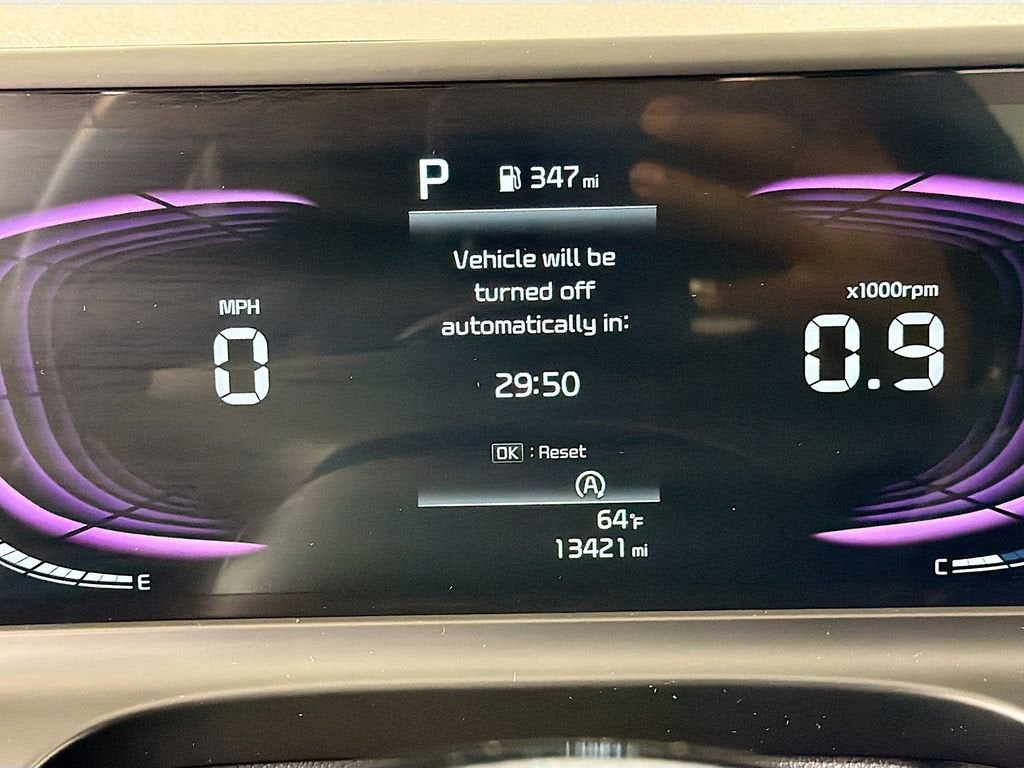 P 347 mi
Vehicle will be
turned off
automatically in:
29:50
OK : Reset
A
64°F
13421 mi
MPH
0
x1000rpm
0.9
E
C